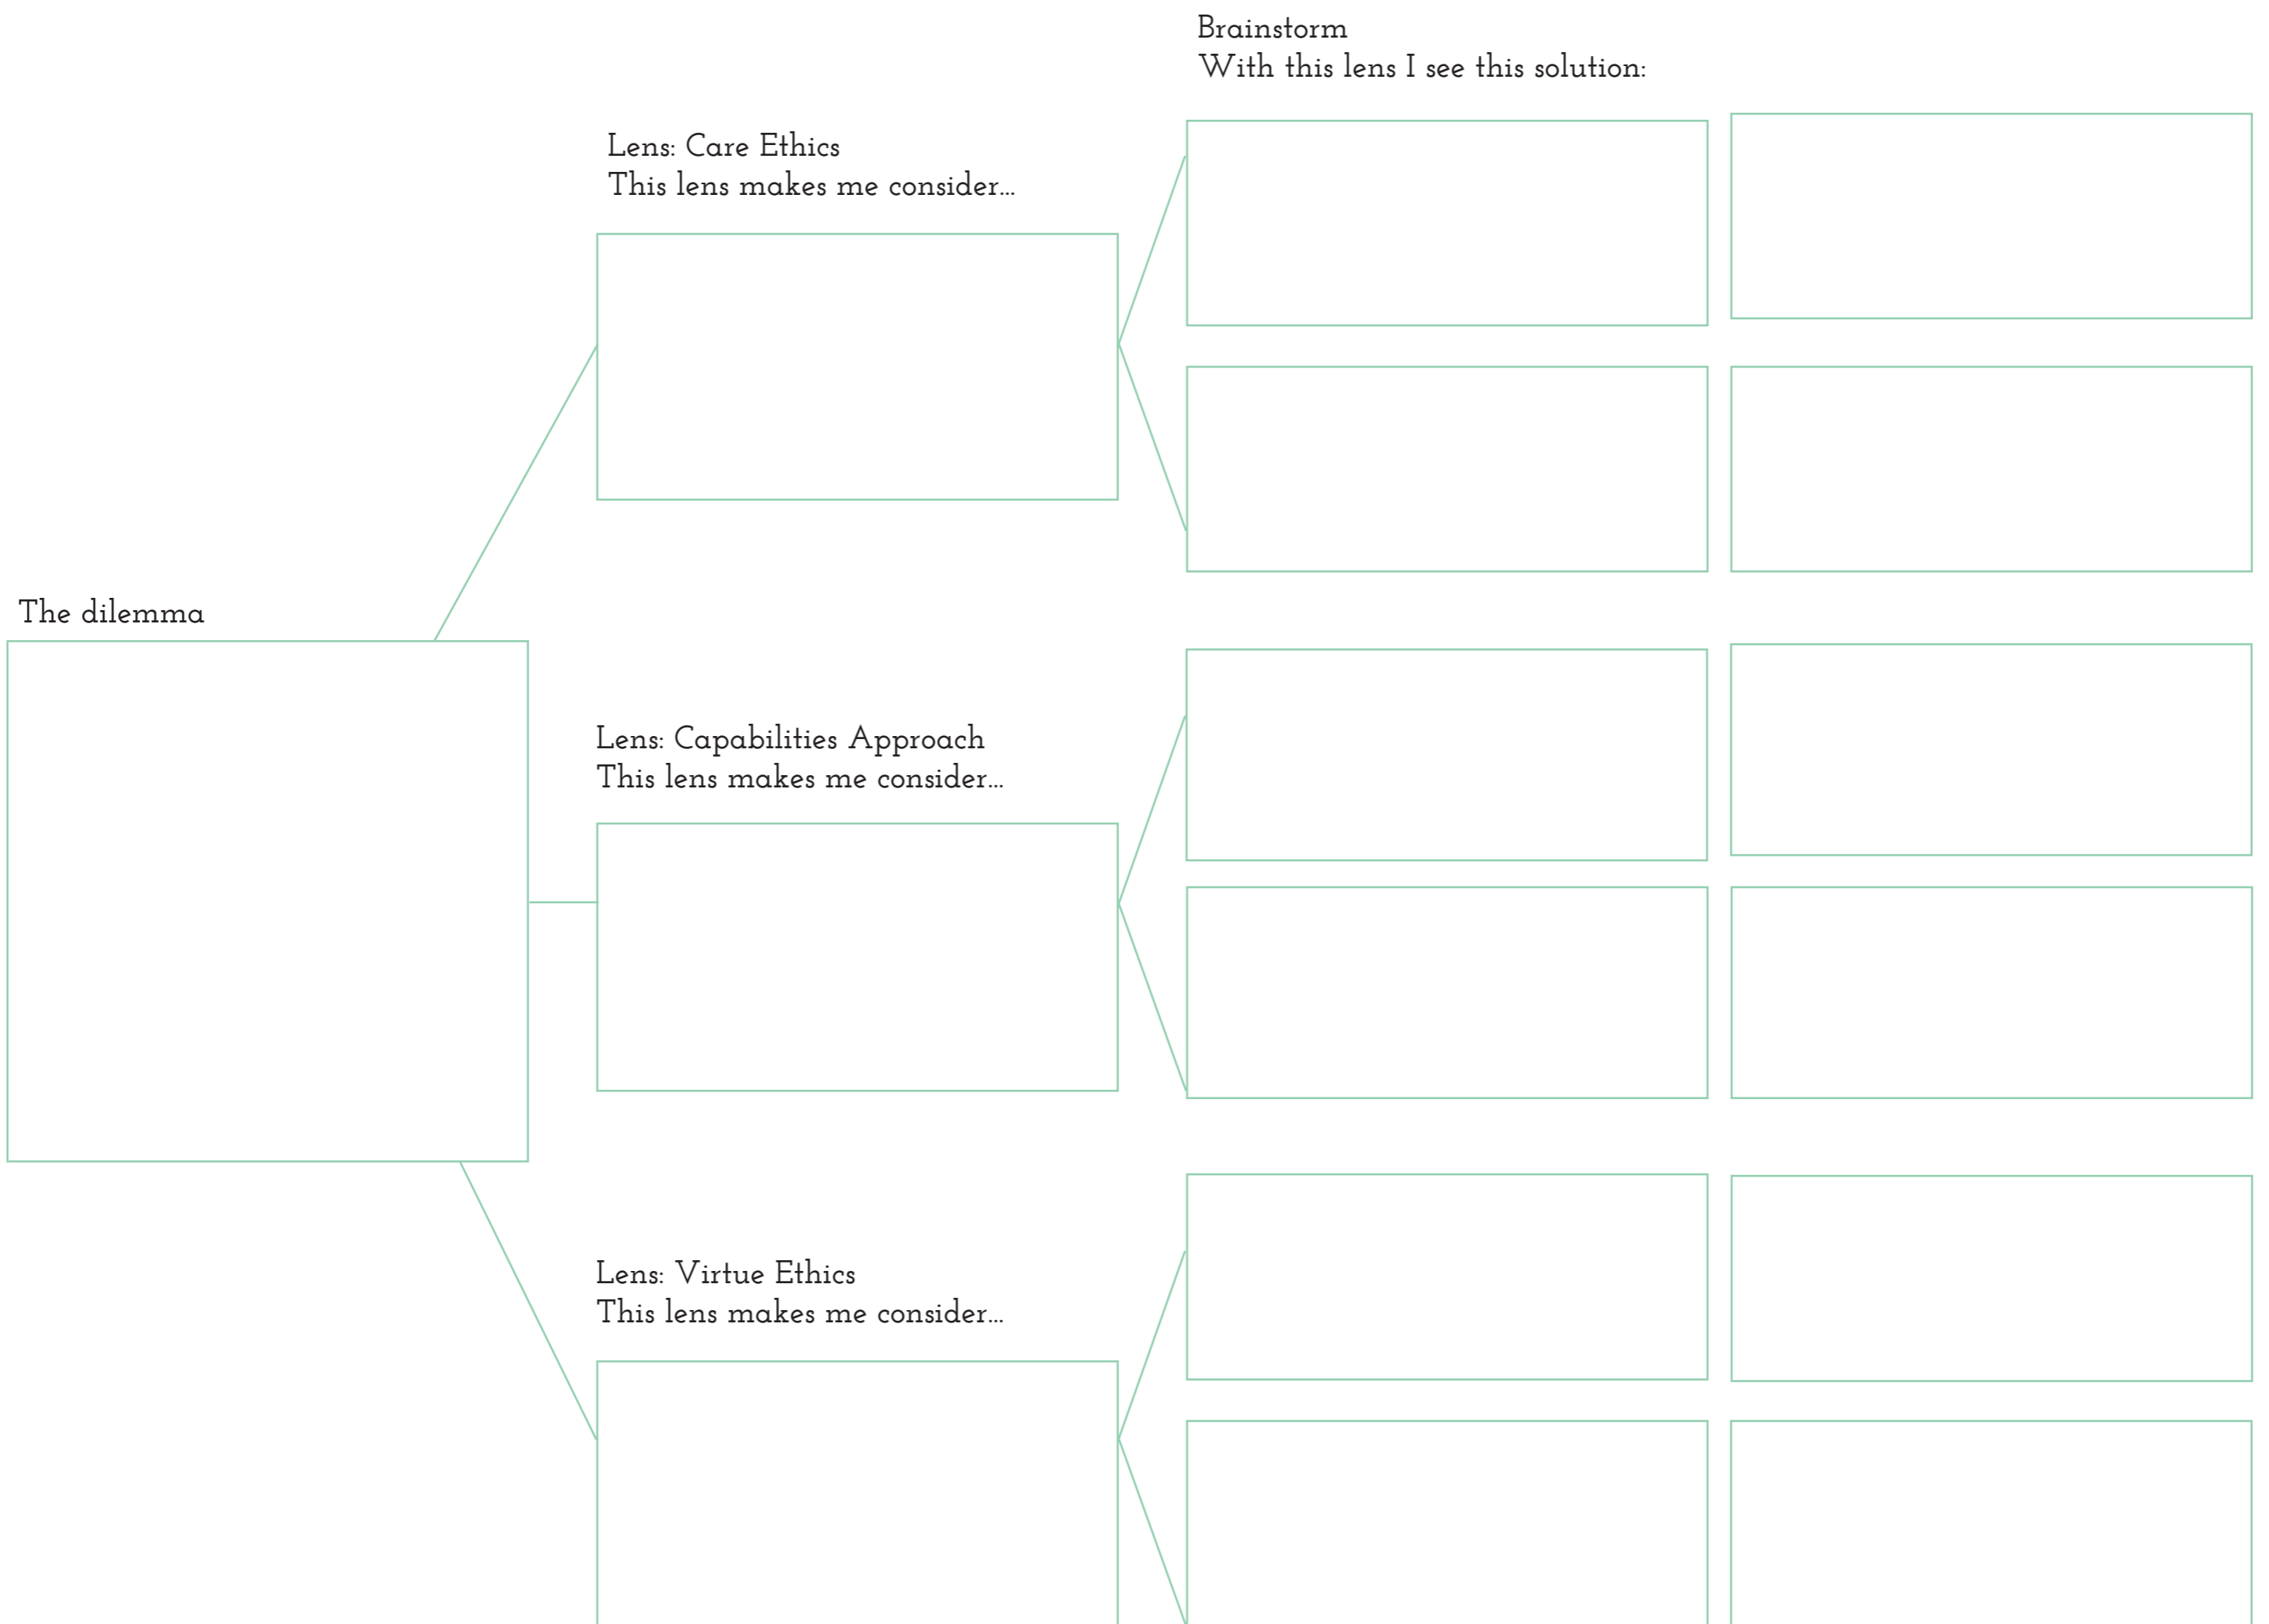 Brainstorm
With this lens I see this solution:
Lens: Care Ethics
This lens makes me consider...
The dilemma
Lens: Capabilities Approach
This lens makes me consider...
Lens: Virtue Ethics
This lens makes me consider...